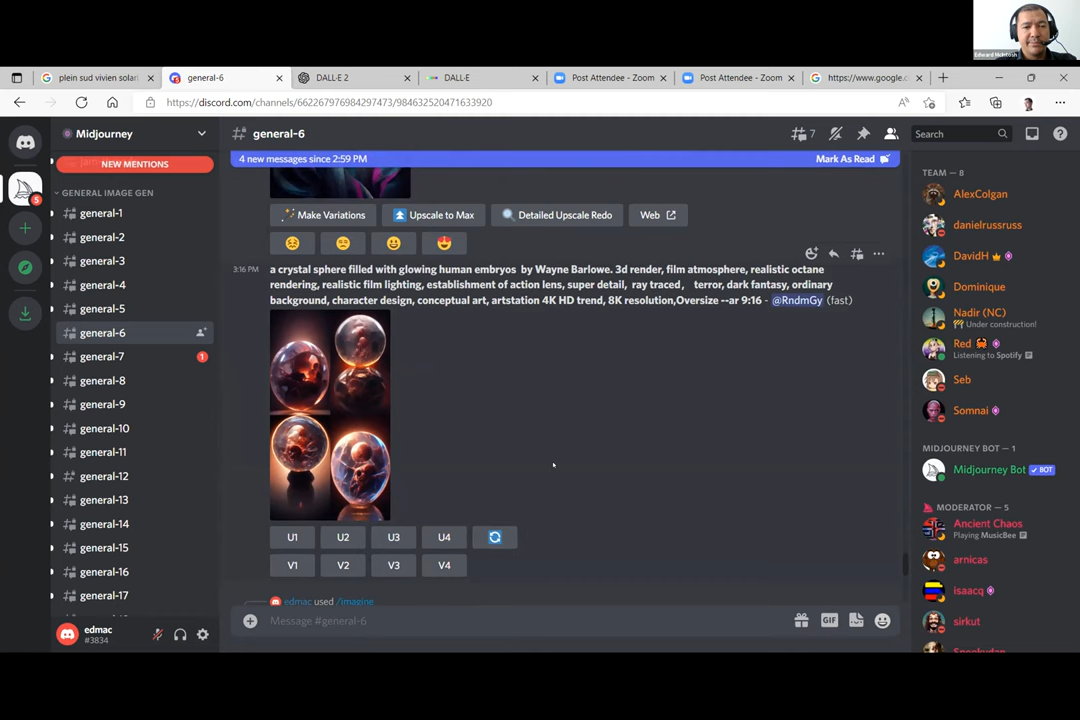 Edward McIntosh
plein sud vivien solari
general-6
DALL·E 2
DALL·E
Post Attendee - Zoom
Post Attendee - Zoom
https://www.google.c
https://discord.com/channels/662267976984297473/984632520471633920
Midjourney
general-6
7
Search
NEW MENTIONS
4 new messages since 2:59 PM
Mark As Read
5
GENERAL IMAGE GEN
general-1
general-2
general-3
general-4
general-5
general-6
general-7
1
general-8
general-9
general-10
general-11
general-12
general-13
general-14
general-15
general-16
general-17
edmac
#3834
Make Variations
Upscale to Max
Detailed Upscale Redo
Web
3:16 PM
a crystal sphere filled with glowing human embryos by Wayne Barlowe. 3d render, film atmosphere, realistic octane
rendering, realistic film lighting, establishment of action lens, super detail, ray traced, terror, dark fantasy, ordinary
background, character design, conceptual art, artstation 4K HD trend, 8K resolution,Oversize --ar 9:16 - @RndmGy (fast)
U1
U2
U3
U4
V1
V2
V3
V4
edmac used /imagine
Message #general-6
GIF
TEAM — 8
AlexColgan
danielrussruss
DavidH
Dominique
Nadir (NC)
Under construction!
Red
Listening to Spotify
Seb
Somnai
MIDJOURNEY BOT — 1
Midjourney Bot
BOT
MODERATOR — 5
Ancient Chaos
Playing MusicBee
arnicas
isaacq
sirkut